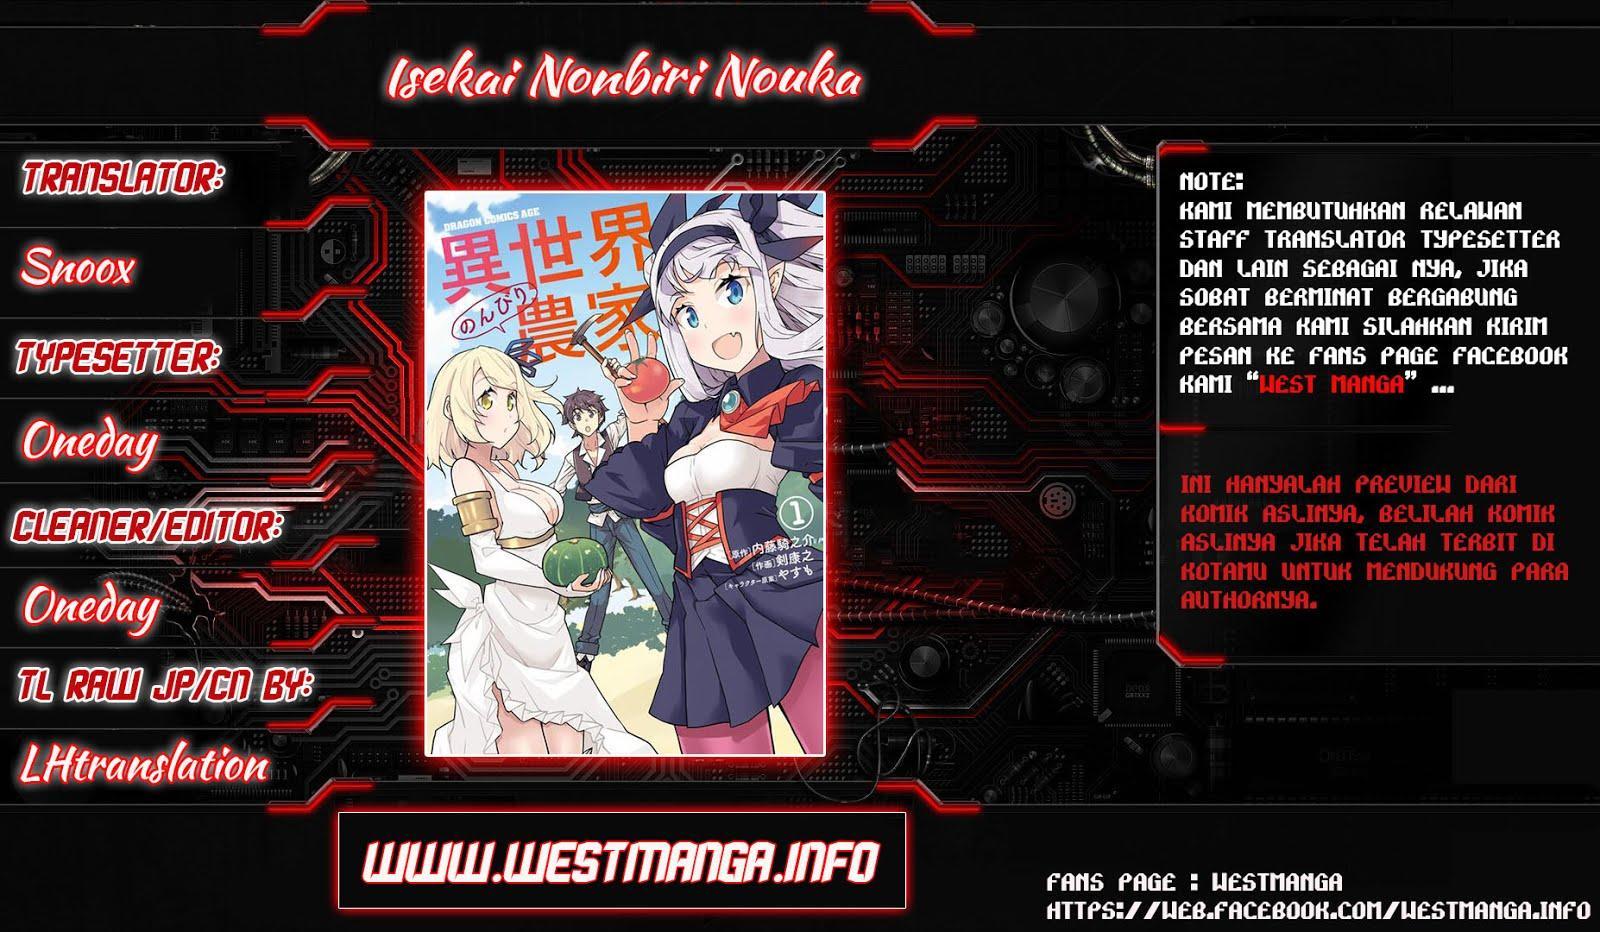 Isekai Nonbiri Nouka
TRANSLATOR:
Snoox
TYPESETTER:
Oneday
CLEANER/EDITOR:
Oneday
TL RAW JP/CN BY:
LHtranslation
DRAGON COMICS AGE
異世界
のんびり
農家
1
[原作]内藤騎之介
[作画]剣康之
[キャラクター原案]やすも
WWW.WESTMANGA.INFO
NOTE:
KAMI MEMBUTUHKAN RELAWAN
STAFF TRANSLATOR TYPESETTER
DAN LAIN SEBAGAI NYA, JIKA
SOBAT BERMINAT BERGABUNG
BERSAMA KAMI SILAHKAN KIRIM
PESAN KE FANS PAGE FACEBOOK
KAMI “WEST MANGA” ...
INI HANYALAH PREVIEW DARI
KOMIK ASLINYA, BELILAH KOMIK
ASLINYA JIKA TELAH TERBIT DI
KOTAMU UNTUK MENDUKUNG PARA
AUTHORNYA.
FANS PAGE : WESTMANGA
HTTPS://WEB.FACEBOOK.COM/WESTMANGA.INFO